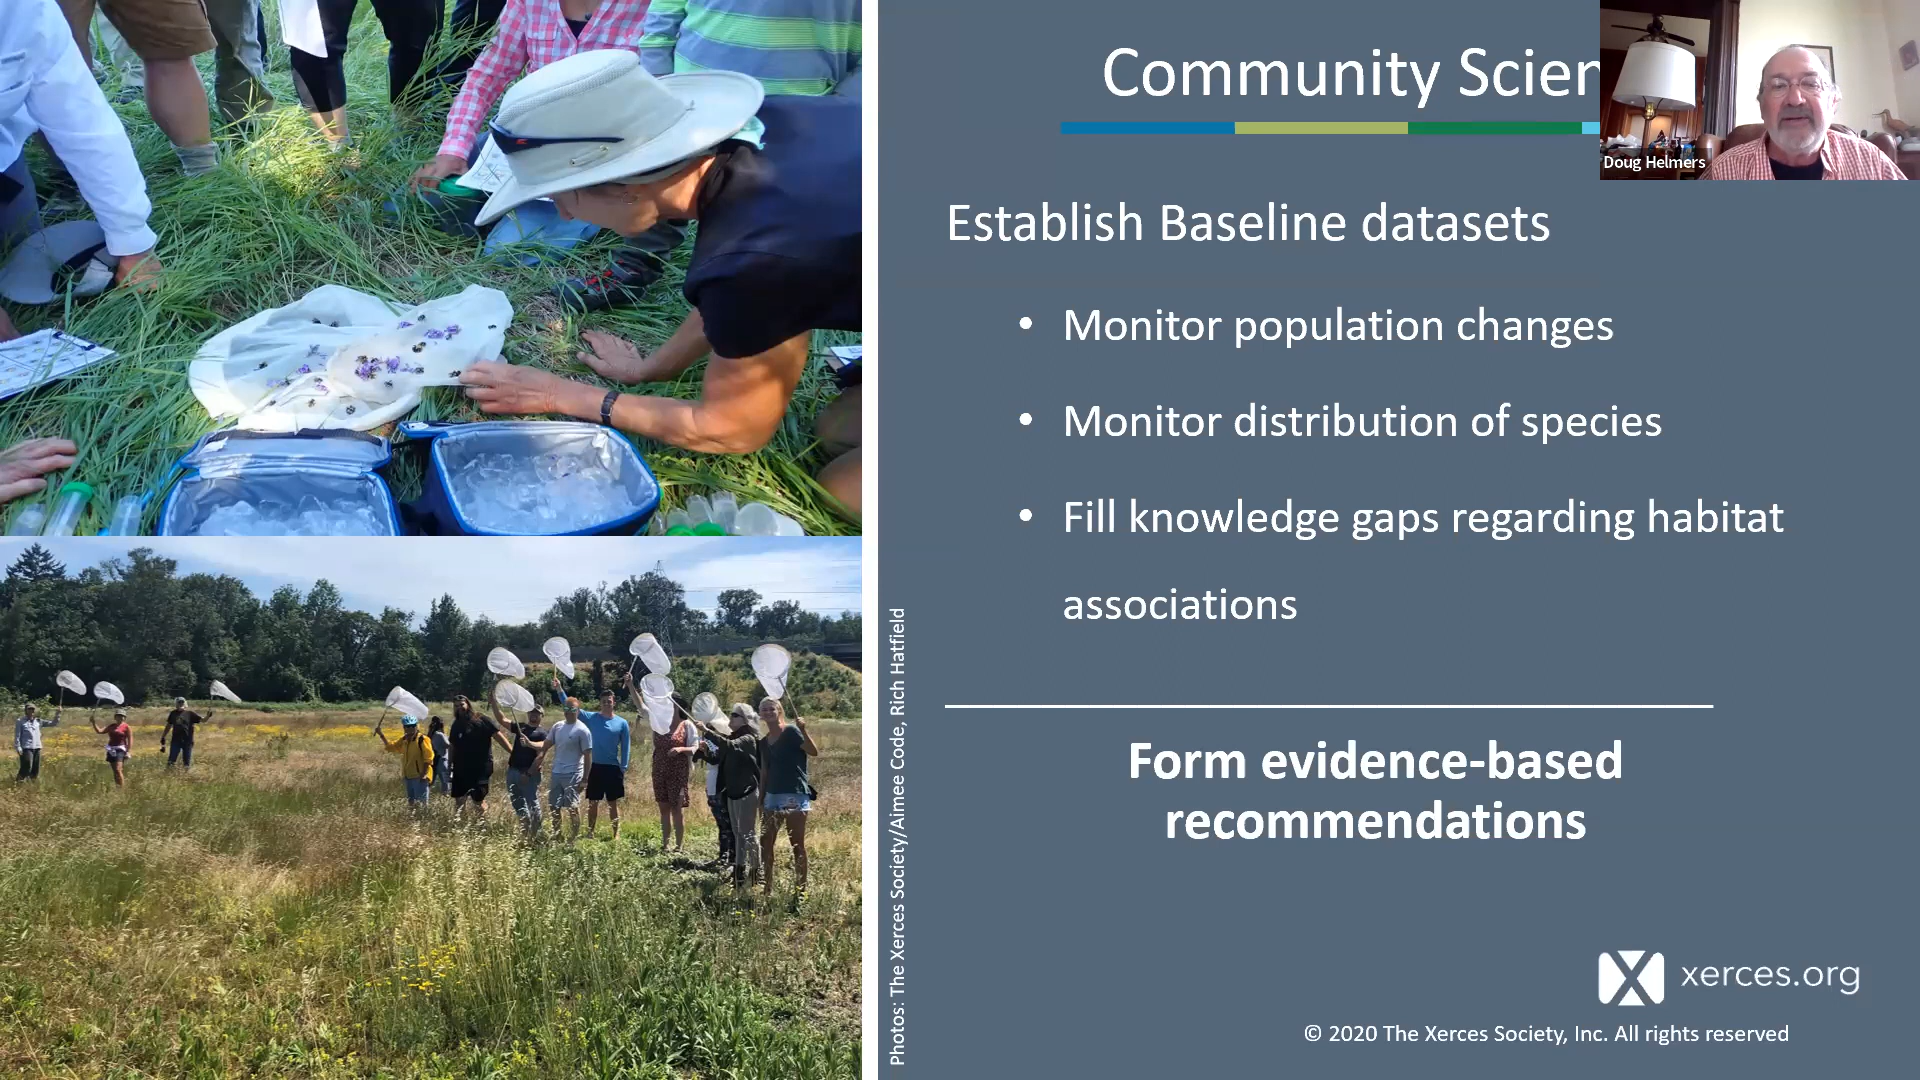 Community Scien
Doug Helmers
Establish Baseline datasets
• Monitor population changes
• Monitor distribution of species
• Fill knowledge gaps regarding habitat
associations
Form evidence-based
recommendations
Photos: The Xerces Society/Aimee Code, Rich Hatfield
xerces.org
© 2020 The Xerces Society, Inc. All rights reserved